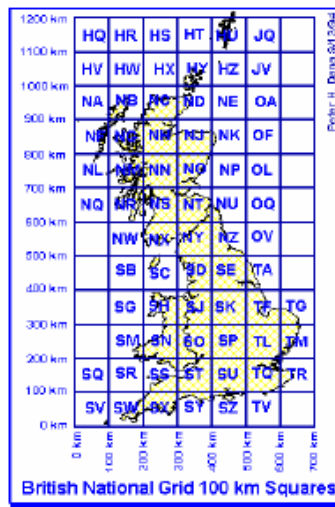 1200 km
HQ HR HS HT HU JQ
1100 km
HV HW HX HY HZ JV
1000 km
NA NB NC ND NE OA
900 km
NF NG NH NJ NK OF
800 km
NL NM NN NO NP OL
700 km
NQ NR NS NT NU OQ
600 km
NW NX NY NZ OV
500 km
SB SC SD SE TA
400 km
SG SH SJ SK TF TG
300 km
SM SN SO SP TL TM
200 km
SQ SR SS ST SU TQ TR
100 km
SV SW SX SY SZ TV
0 km
0 km 100 km 200 km 300 km 400 km 500 km 600 km 700 km
British National Grid 100 km Squares
Peter H. Dana